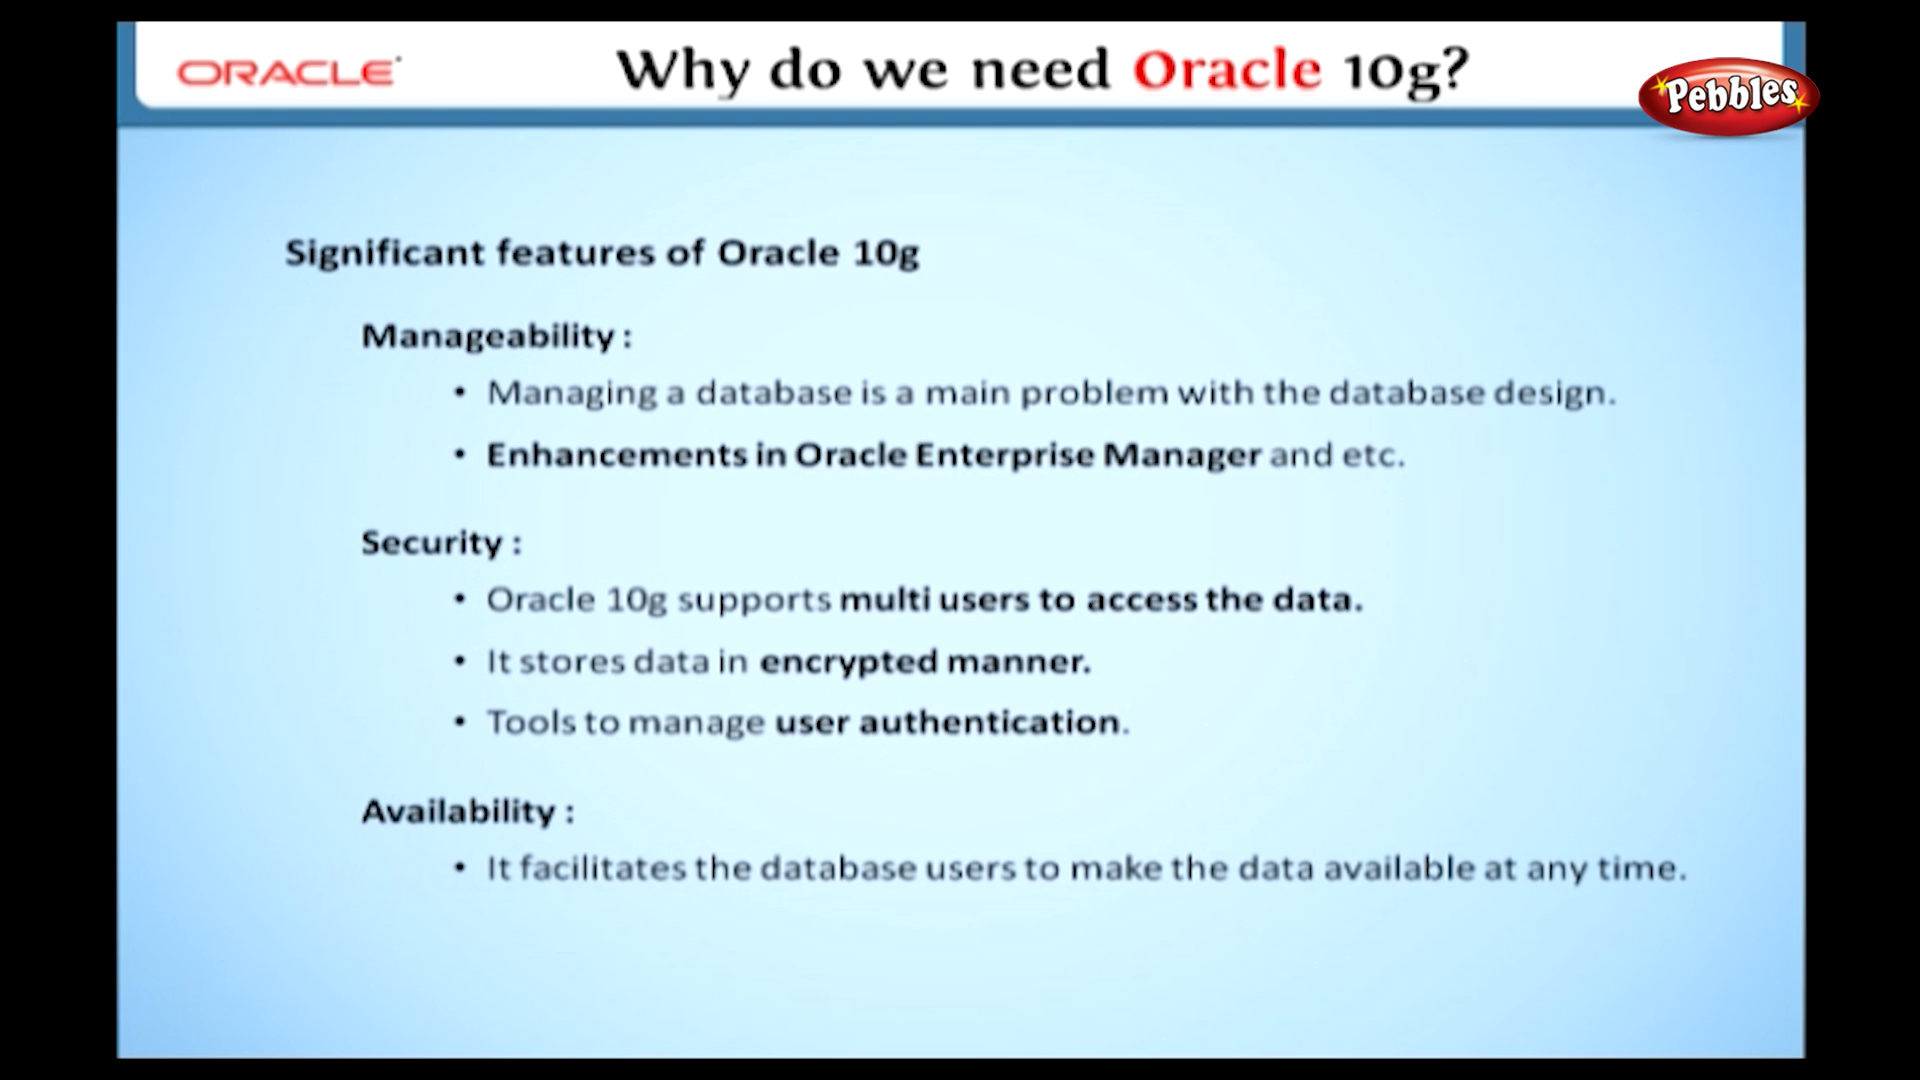 ORACLE
Why do we need Oracle 10g?
Pebbles
Significant features of Oracle 10g
Manageability :
• Managing a database is a main problem with the database design.
• Enhancements in Oracle Enterprise Manager and etc.
Security :
• Oracle 10g supports multi users to access the data.
• It stores data in encrypted manner.
• Tools to manage user authentication.
Availability :
• It facilitates the database users to make the data available at any time.